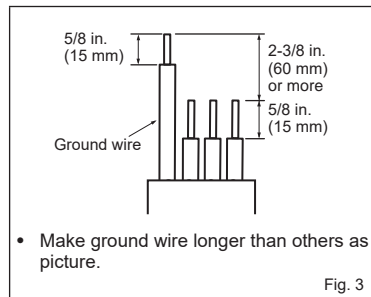 5/8 in.
(15 mm)
2-3/8 in.
(60 mm)
or more
5/8 in.
(15 mm)
Ground wire
• Make ground wire longer than others as
picture.
Fig. 3